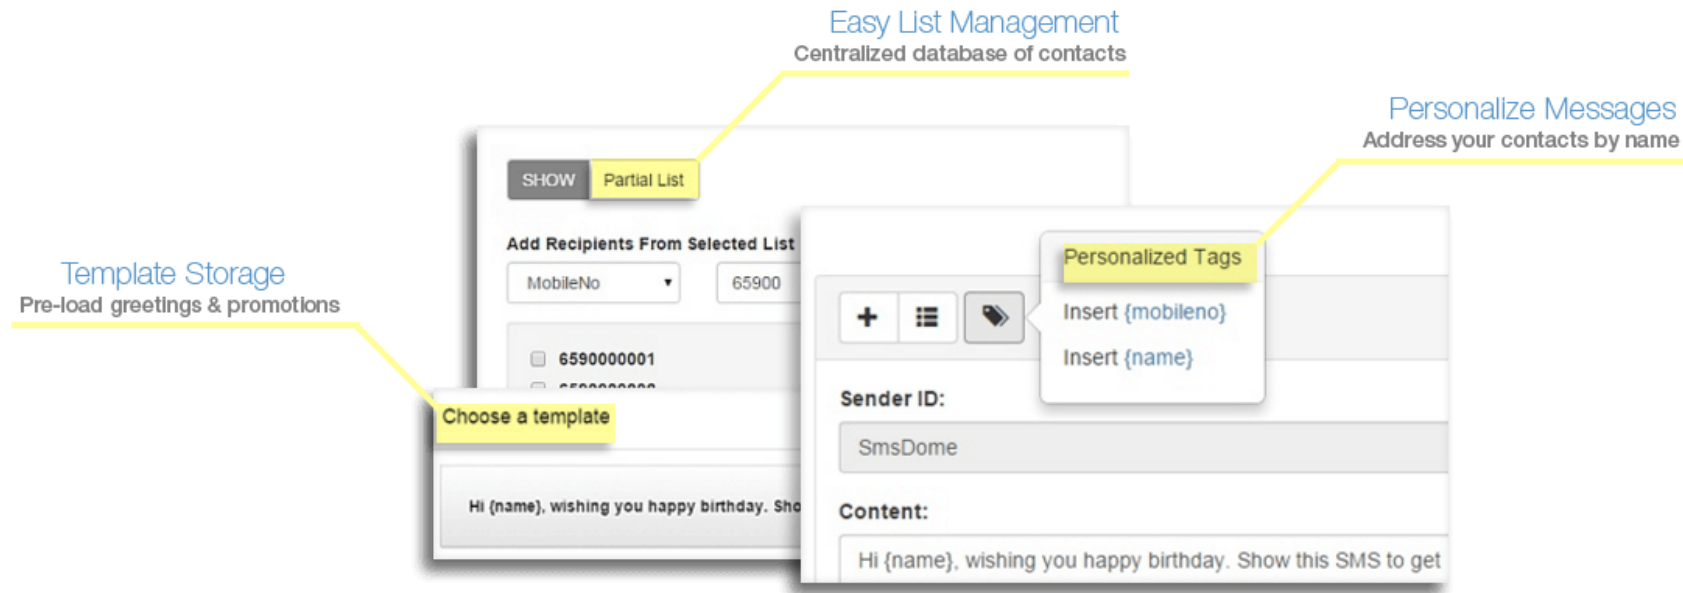 Easy List Management
Centralized database of contacts
Personalize Messages
Address your contacts by name
Template Storage
Pre-load greetings & promotions
SHOW Partial List
Add Recipients From Selected List
MobileNo 65900
6590000001
Choose a template
Hi {name}, wishing you happy birthday. Sho
Personalized Tags
Insert {mobileno}
Insert {name}
Sender ID:
SmsDome
Content:
Hi {name}, wishing you happy birthday. Show this SMS to get